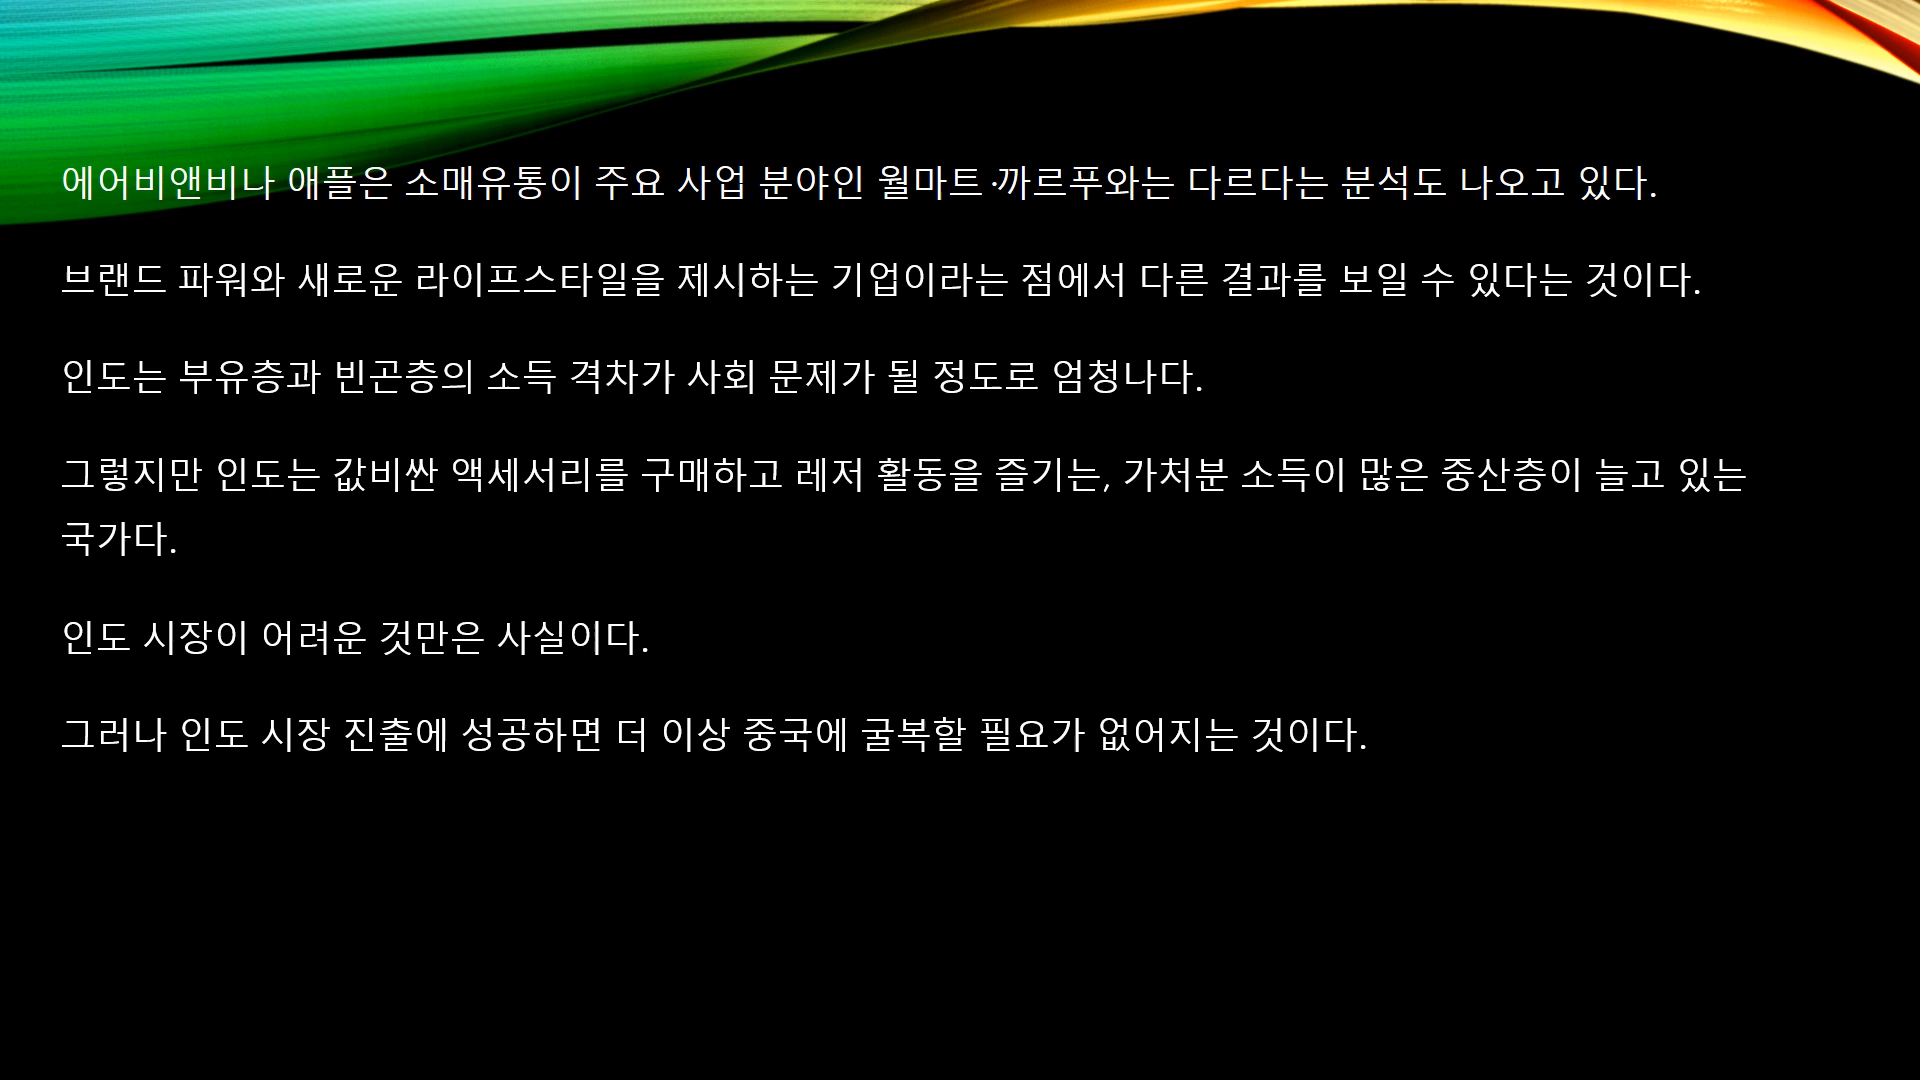 에어비앤비나 애플은 소매유통이 주요 사업 분야인 월마트·까르푸와는 다르다는 분석도 나오고 있다.
브랜드 파워와 새로운 라이프스타일을 제시하는 기업이라는 점에서 다른 결과를 보일 수 있다는 것이다.
인도는 부유층과 빈곤층의 소득 격차가 사회 문제가 될 정도로 엄청나다.
그렇지만 인도는 값비싼 액세서리를 구매하고 레저 활동을 즐기는, 가처분 소득이 많은 중산층이 늘고 있는
국가다.
인도 시장이 어려운 것만은 사실이다.
그러나 인도 시장 진출에 성공하면 더 이상 중국에 굴복할 필요가 없어지는 것이다.